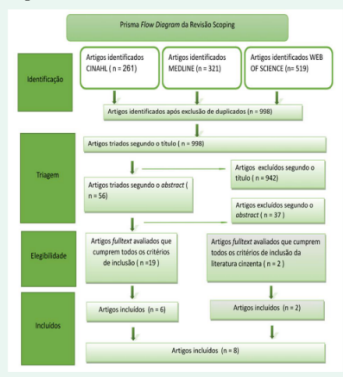 Prisma Flow Diagram da Revisão Scoping
Artigos identificados
CINAHL ( n = 261)
Artigos identificados
MEDLINE (n = 321)
Artigos identificados WEB
OF SCIENCE (n= 519)
Identificação
Artigos identificados após exclusão de duplicados (n = 998)
Artigos triados segundo o título ( n = 998)
Triagem
Artigos excluídos segundo o
título ( n = 942)
Artigos triados segundo o abstract (
n = 56)
Artigos excluídos segundo o
abstract ( n = 37 )
Elegibilidade
Artigos fulltext avaliados que
cumprem todos os critérios
de inclusão (n =19 )
Artigos fulltext avaliados que cumprem
todos os critérios de inclusão da
literatura cinzenta ( n = 2 )
Incluídos
Artigos incluídos (n = 6)
Artigos incluídos (n = 2)
Artigos incluídos ( n = 8)